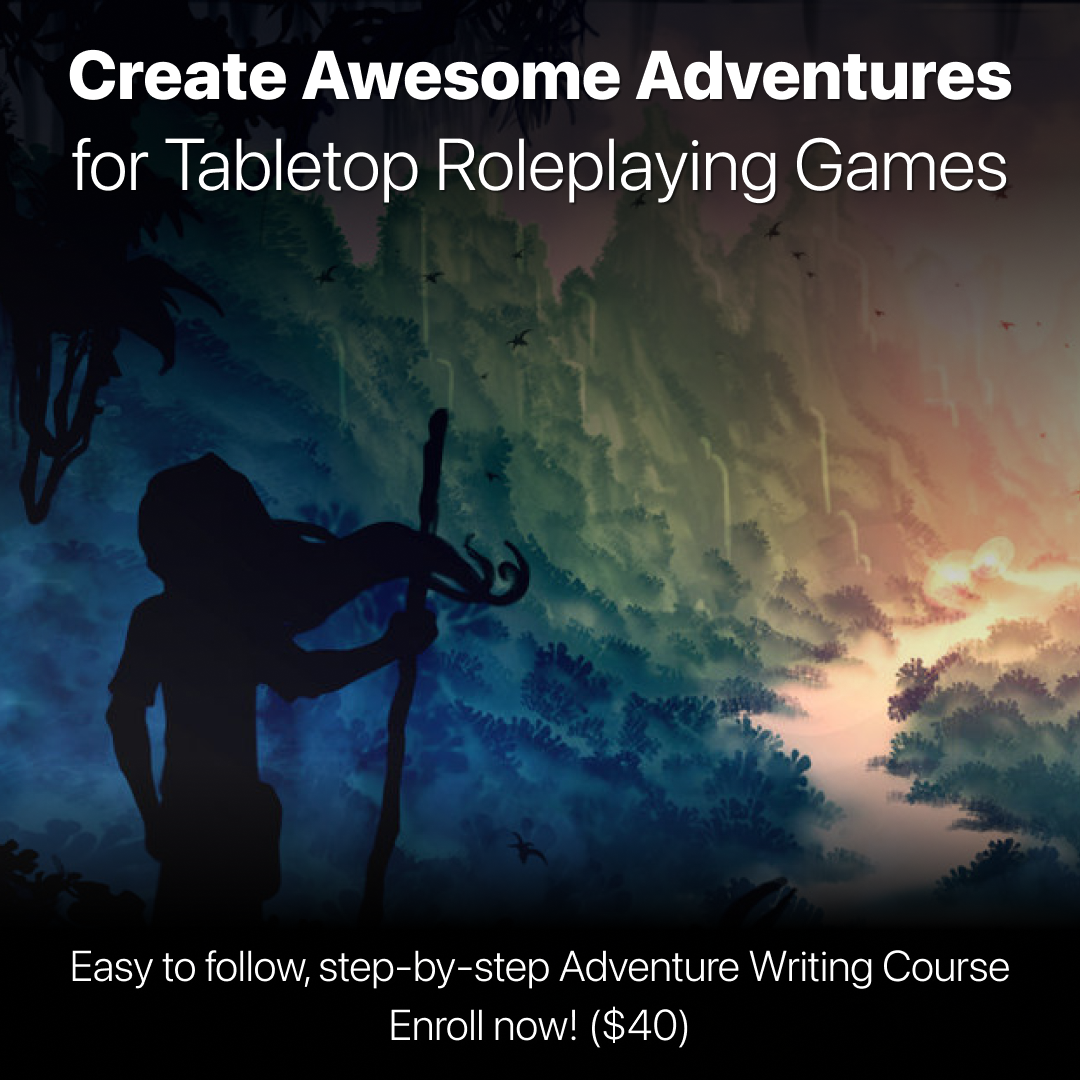 Create Awesome Adventures
for Tabletop Roleplaying Games
Easy to follow, step-by-step Adventure Writing Course
Enroll now! ($40)